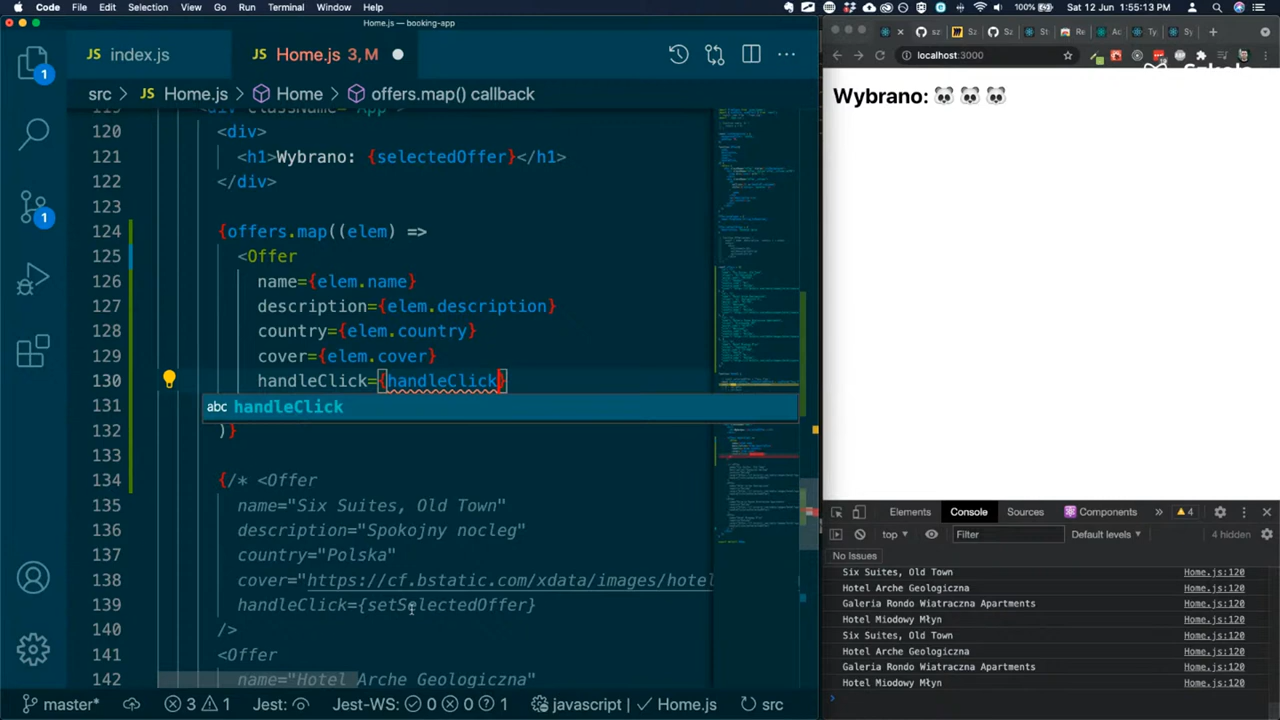 Code File Edit Selection View Go Run Terminal Window Help 100% Sat 12 Jun 1:55:13 PM
Home.js — booking-app
JS index.js JS Home.js 3, M
src > JS Home.js > Home > offers.map() callback
119 <div className="App">
120 <div>
121 <h1>Wybrano: {selectedOffer}</h1>
122 </div>
123
124 {offers.map((elem) =>
125 <Offer
126 name={elem.name}
127 description={elem.description}
128 country={elem.country}
129 cover={elem.cover}
130 handleClick={handleClick}
131
abc handleClick
132 )}
133
134 {/* <Offer
135 name="Six Suites, Old Town"
136 description="Spokojny nocleg"
137 country="Polska"
138 cover="https://cf.bstatic.com/xdata/images/hotel
139 handleClick={setSelectedOffer}
140 />
141 <Offer
142 name="Hotel Arche Geologiczna"
1
1
master* 3 1 Jest: Jest-WS: 0 0 1 javascript Home.js src
localhost:3000
Wybrano: 🐼 🐼 🐼
Elements Console Sources Components » 4
top Filter Default levels 4 hidden
No Issues
Six Suites, Old Town Home.js:120
Hotel Arche Geologiczna Home.js:120
Galeria Rondo Wiatraczna Apartments Home.js:120
Hotel Miodowy Młyn Home.js:120
Six Suites, Old Town Home.js:120
Hotel Arche Geologiczna Home.js:120
Galeria Rondo Wiatraczna Apartments Home.js:120
Hotel Miodowy Młyn Home.js:120